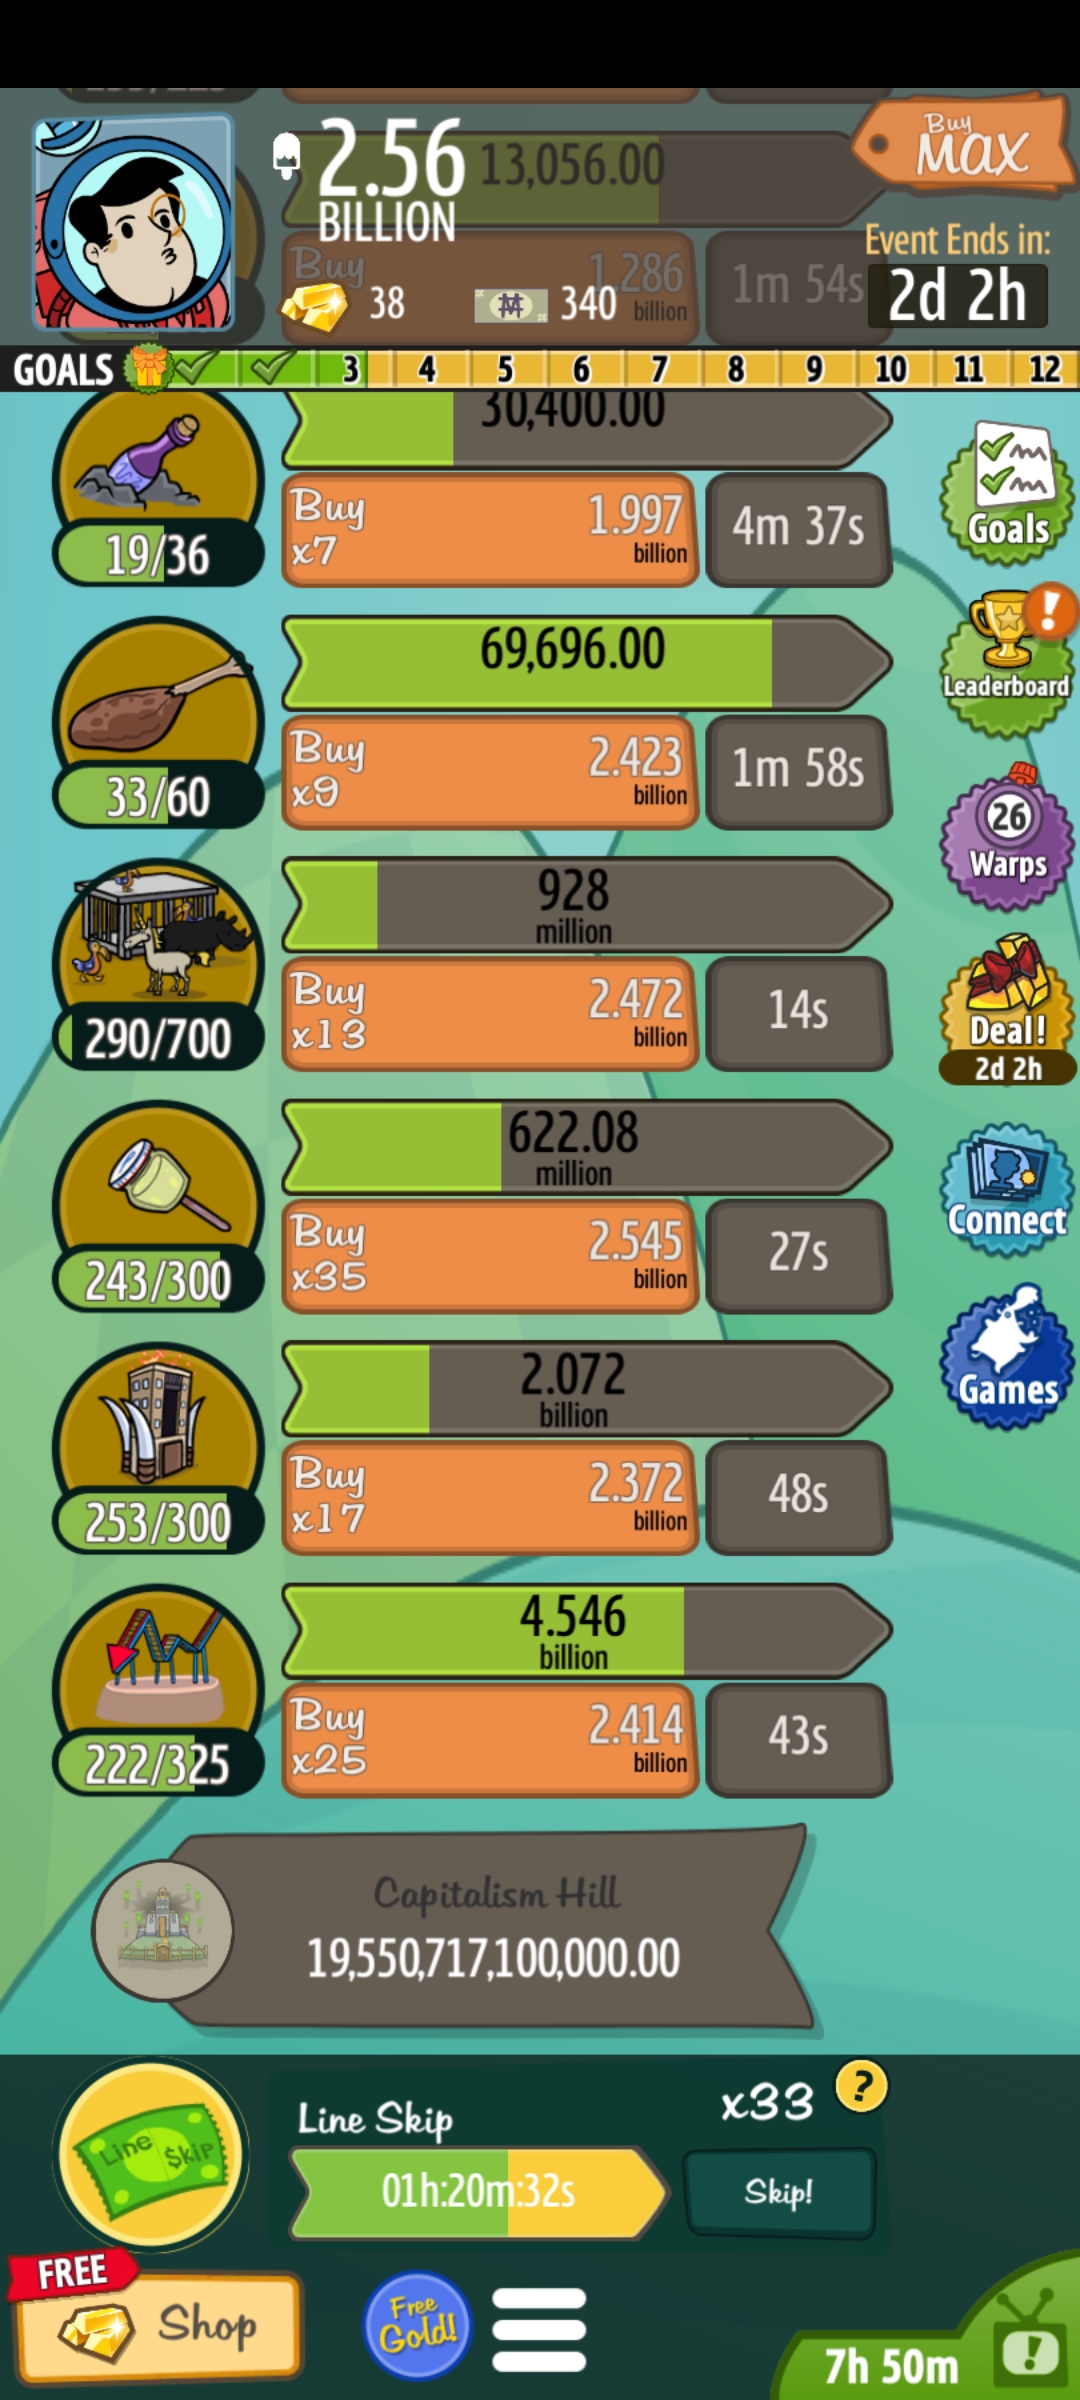 Buy
MAX
2.56
BILLION
13,056.00
Buy
1.286
billion
1m 54s
Event Ends in:
2d 2h
38
340
GOALS
3
4
5
6
7
8
9
10
11
12
30,400.00
Buy
x7
1.997
billion
4m 37s
19/36
Goals
69,696.00
Buy
x9
2.423
billion
1m 58s
33/60
Leaderboard
928
million
Buy
x13
2.472
billion
14s
290/700
26
Warps
622.08
million
Buy
x35
2.545
billion
27s
243/300
Deal!
2d 2h
Connect
2.072
billion
Buy
x17
2.372
billion
48s
253/300
Games
4.546
billion
Buy
x25
2.414
billion
43s
222/325
Capitalism Hill
19,550,717,100,000.00
Line $kip
Line Skip
x33
?
01h:20m:32s
Skip!
FREE
Shop
Free
Gold!
7h 50m
!